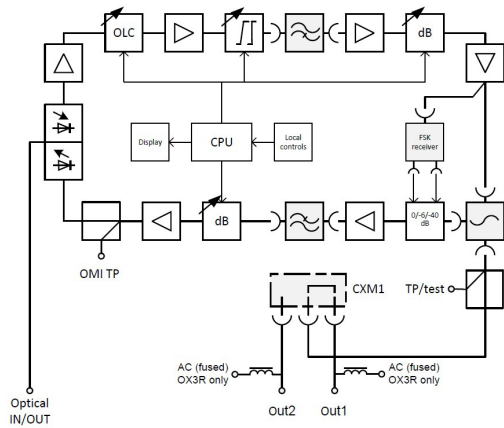 OLC
dB
Display
CPU
Local
controls
FSK
receiver
dB
0/-6/-40
dB
OMI TP
CXM1
TP/test
AC (fused)
OX3R only
AC (fused)
OX3R only
Optical
IN/OUT
Out2
Out1